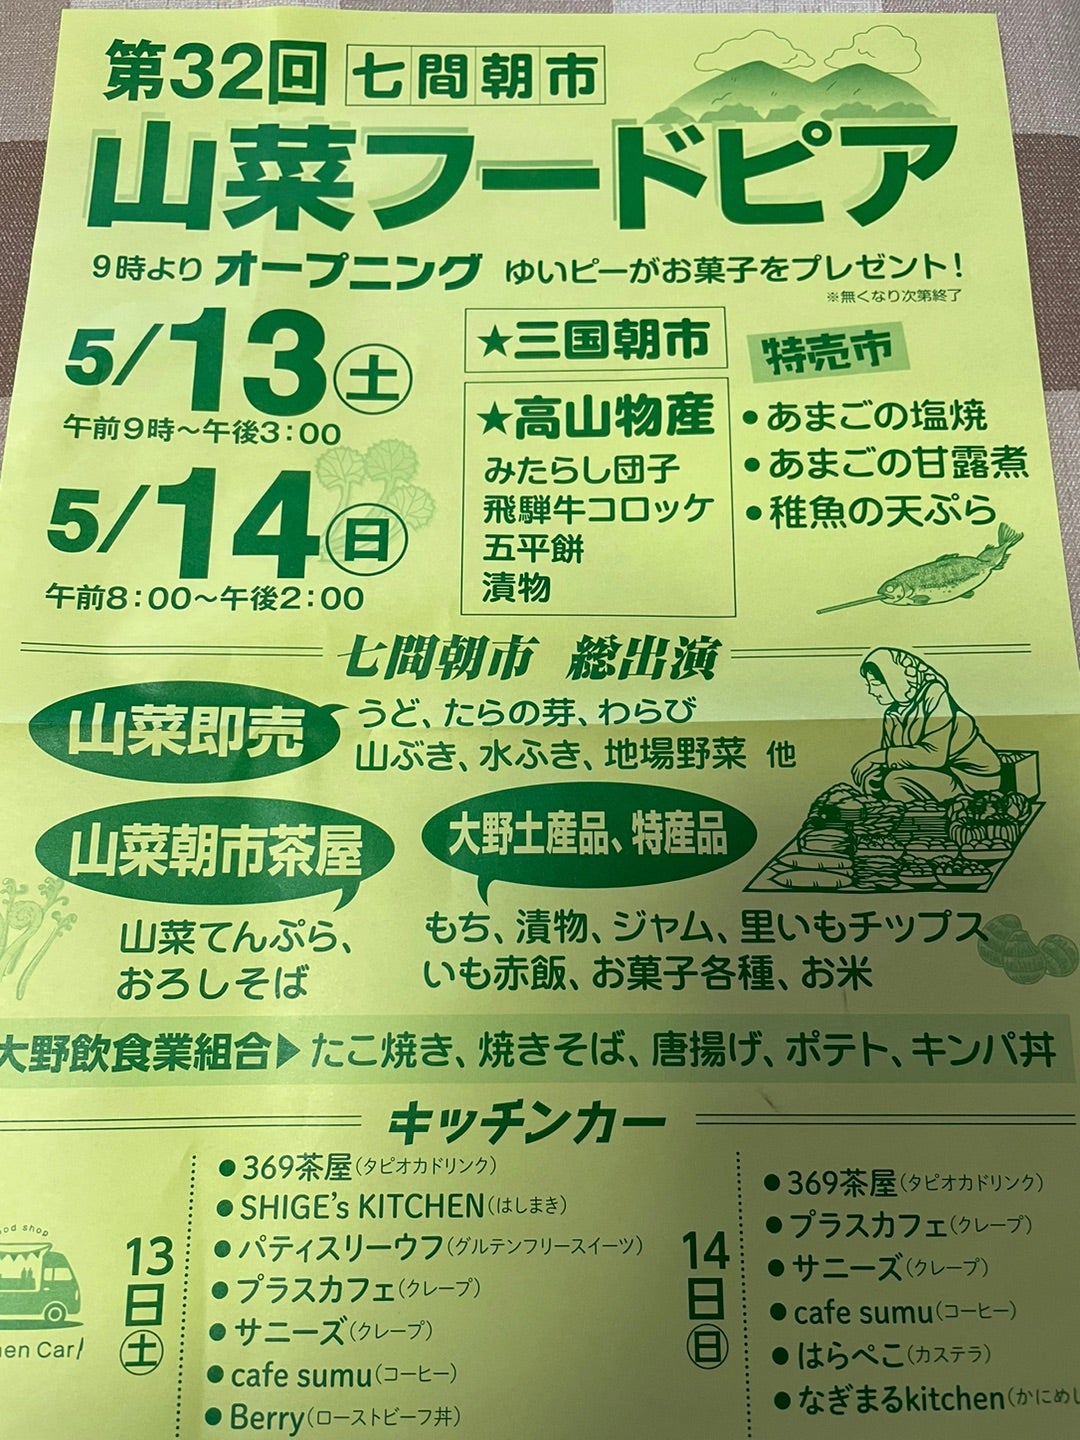 第32回 七間朝市
山菜フードピア
9時より オープニング ゆいピーがお菓子をプレゼント!
※無くなり次第終了
5/13(土)
午前9時〜午後3:00
5/14(日)
午前8:00〜午後2:00
★三国朝市
★高山物産
みたらし団子
飛騨牛コロッケ
五平餅
漬物
特売市
●あまごの塩焼
●あまごの甘露煮
●稚魚の天ぷら
七間朝市 総出演
山菜即売
うど、たらの芽、わらび
山ぶき、水ふき、地場野菜 他
山菜朝市茶屋
山菜てんぷら、
おろしそば
大野土産品、特産品
もち、漬物、ジャム、里いもチップス
いも赤飯、お菓子各種、お米
大野飲食業組合▶たこ焼き、焼きそば、唐揚げ、ポテト、キンパ丼
キッチンカー
13日(土)
●369茶屋(タピオカドリンク)
●SHIGE's KITCHEN(はしまき)
●パティスリーウフ(グルテンフリースイーツ)
●プラスカフェ(クレープ)
●サニーズ(クレープ)
●cafe sumu(コーヒー)
●Berry(ローストビーフ丼)
14日(日)
●369茶屋(タピオカドリンク)
●プラスカフェ(クレープ)
●サニーズ(クレープ)
●cafe sumu(コーヒー)
●はらぺこ(カステラ)
●なぎまるkitchen(かにめし
shop
Car!